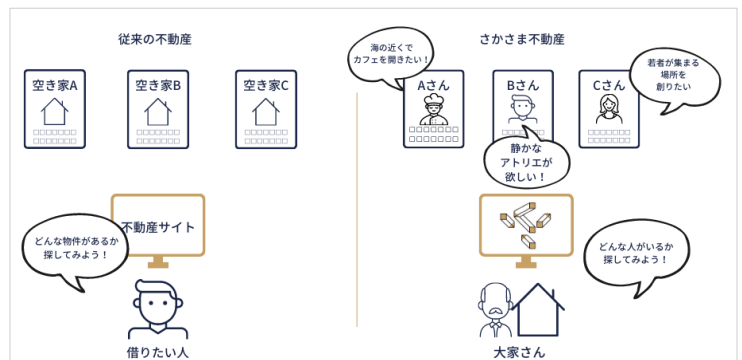 従来の不動産
空き家A
空き家B
空き家C
不動産サイト
どんな物件があるか
探してみよう！
借りたい人
さかさま不動産
海の近くで
カフェを開きたい！
Aさん
Bさん
Cさん
若者が集まる
場所を
創りたい
静かな
アトリエが
欲しい！
どんな人がいるか
探してみよう！
大家さん